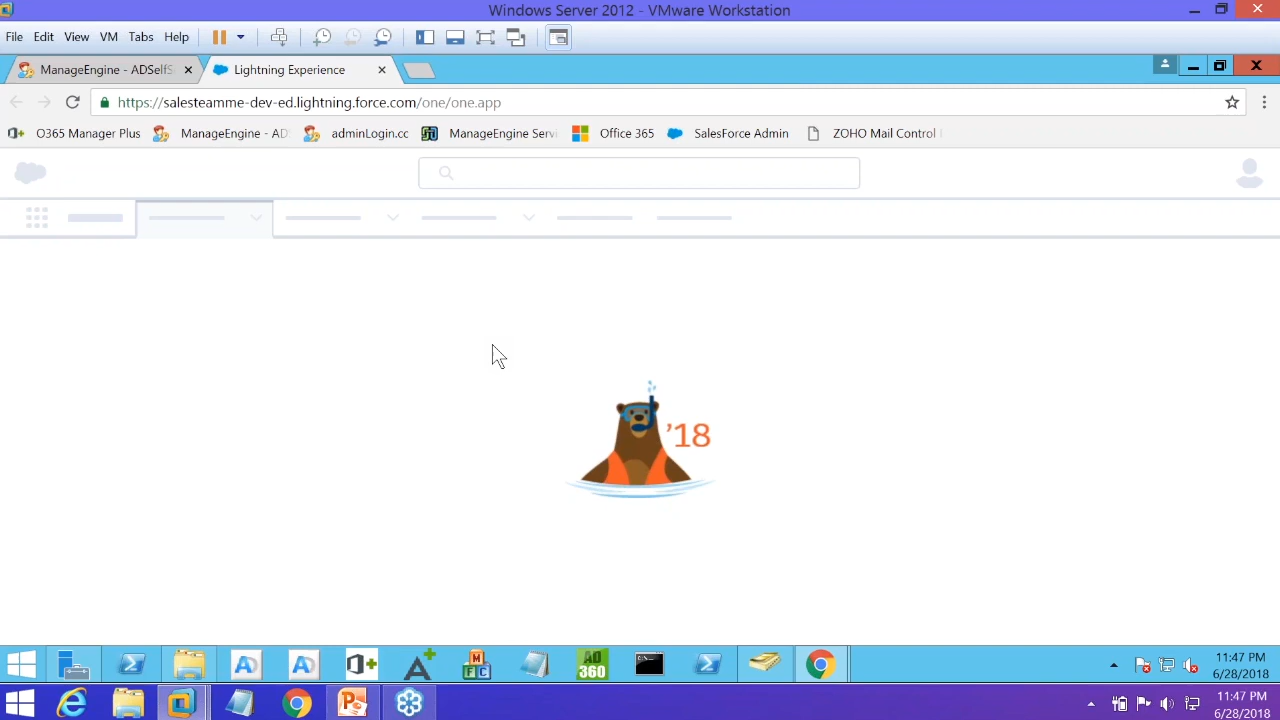 Windows Server 2012 - VMware Workstation
File Edit View VM Tabs Help
ManageEngine - ADSelfS
Lightning Experience
https://salesteamme-dev-ed.lightning.force.com/one/one.app
O365 Manager Plus
ManageEngine - AD
adminLogin.cc
ManageEngine Servi
Office 365
SalesForce Admin
ZOHO Mail Control
'18
AD
360
M
F C
11:47 PM
6/28/2018
11:47 PM
6/28/2018